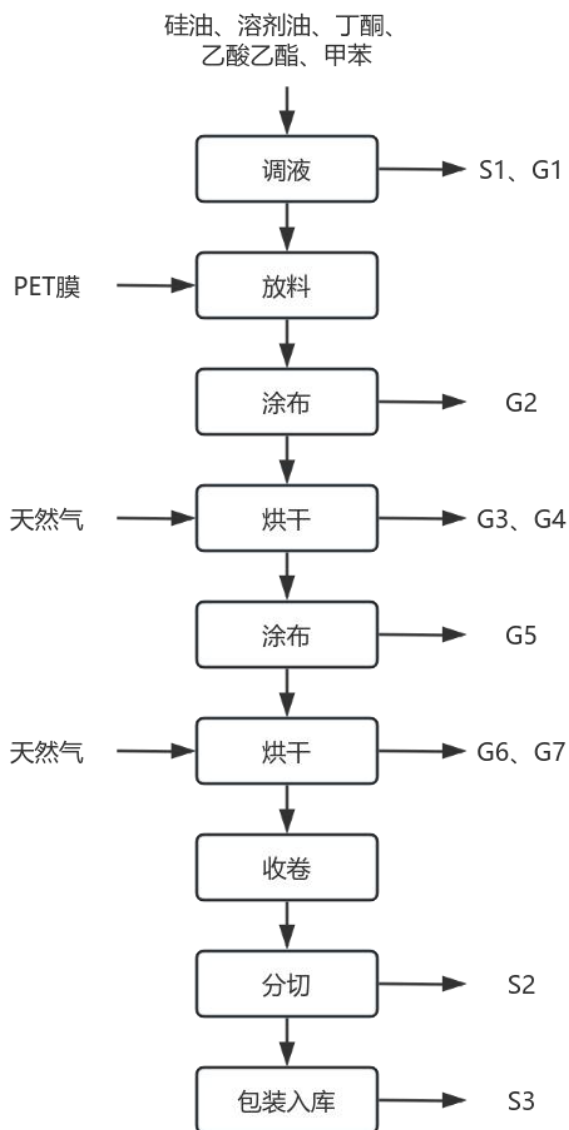 硅油、溶剂油、丁酮、
乙酸乙酯、甲苯
调液
S1、G1
PET膜
放料
涂布
G2
天然气
烘干
G3、G4
涂布
G5
天然气
烘干
G6、G7
收卷
分切
S2
包装入库
S3